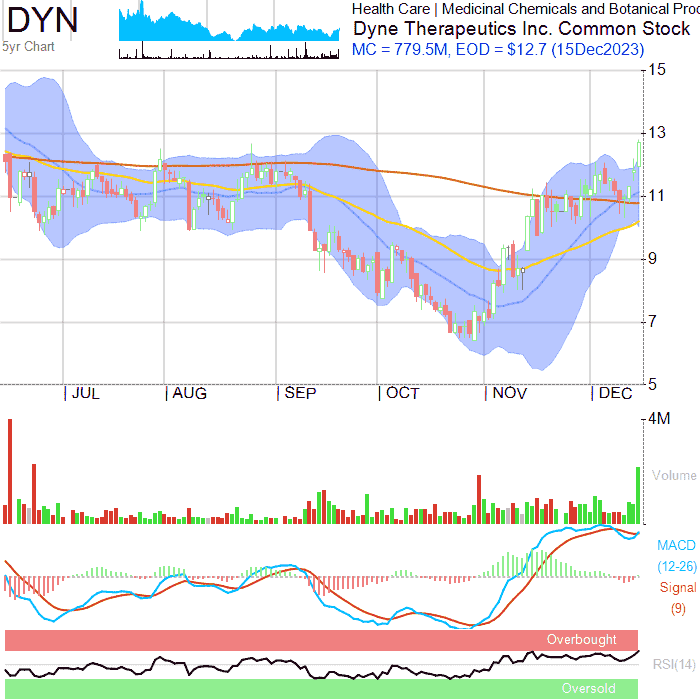 DYN
5yr Chart
Health Care | Medicinal Chemicals and Botanical Proc
Dyne Therapeutics Inc. Common Stock
MC = 779.5M, EOD = $12.7 (15Dec2023)
15
13
11
9
7
5
JUL
AUG
SEP
OCT
NOV
DEC
4M
Volume
MACD
(12-26)
Signal
(9)
Overbought
RSI(14)
Oversold